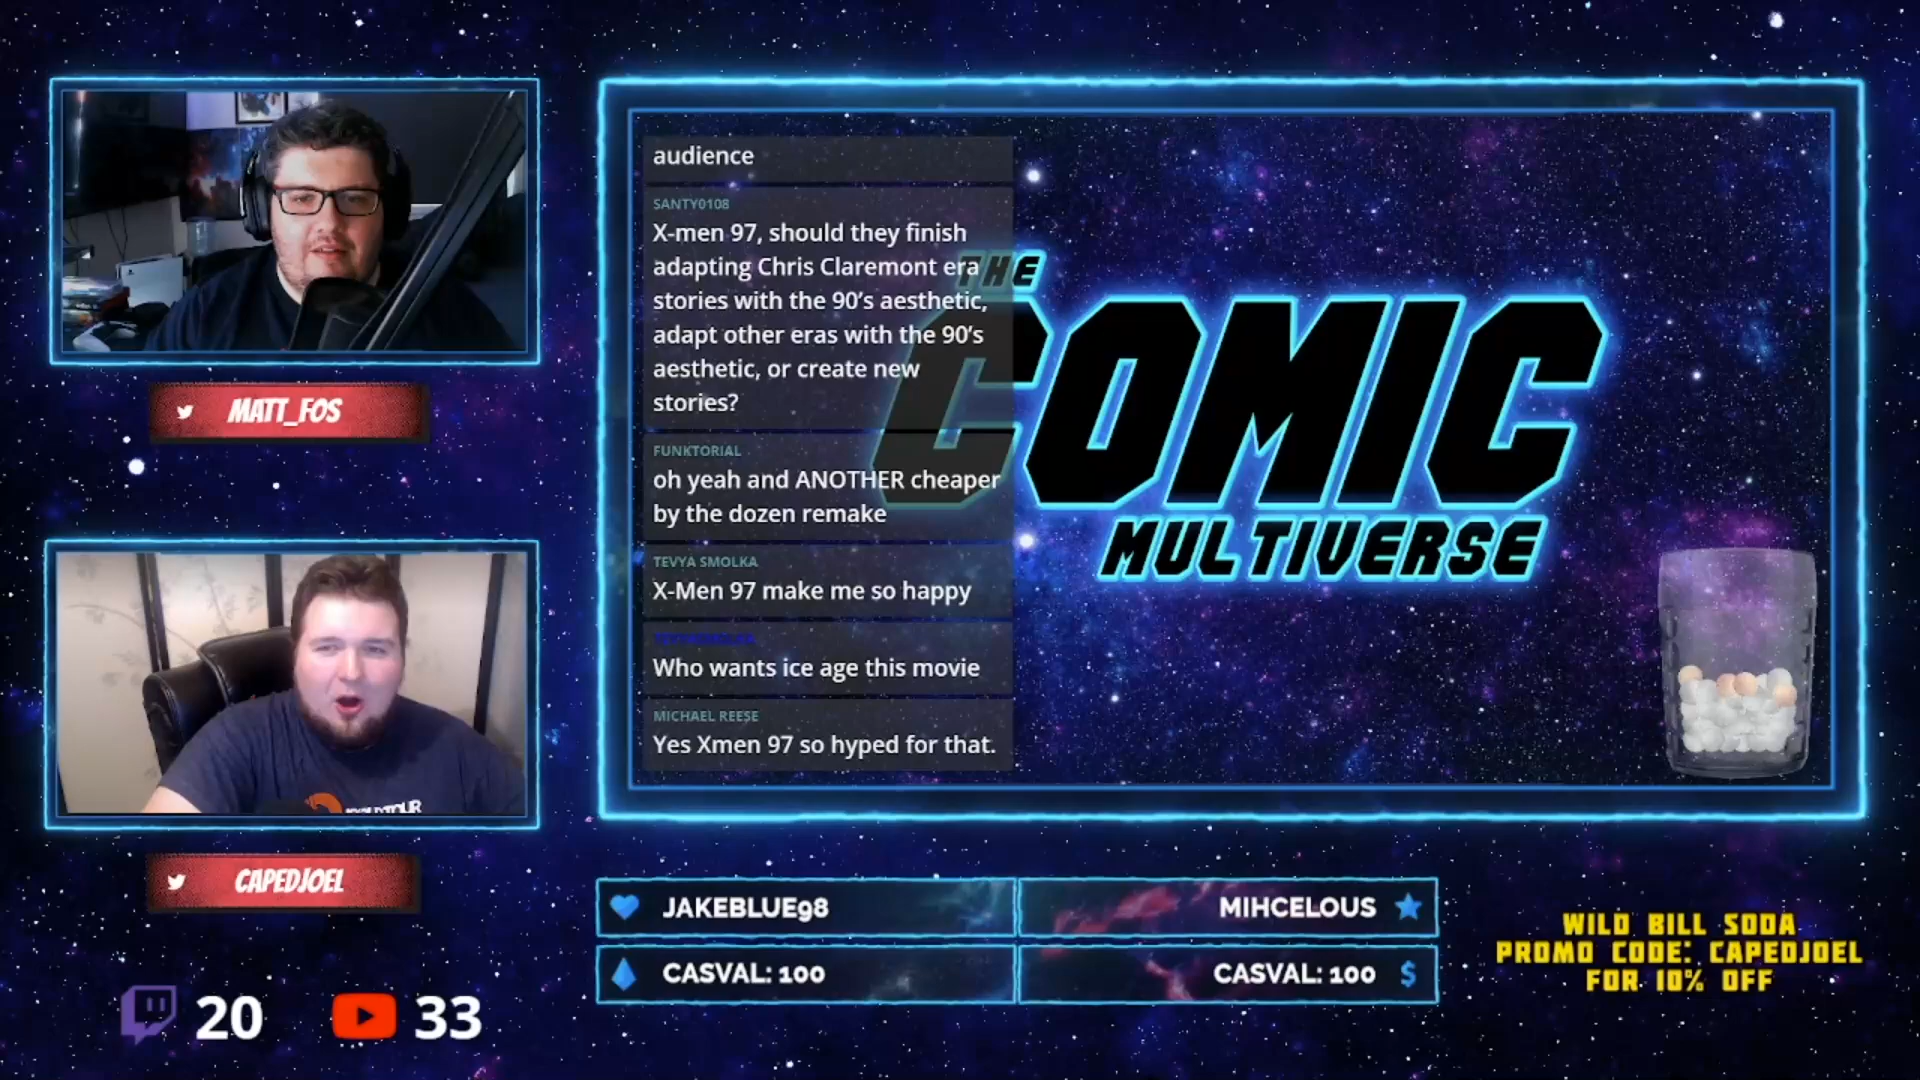 audience
SANTY0108
X-men 97, should they finish
adapting Chris Claremont era
stories with the 90's aesthetic,
adapt other eras with the 90's
aesthetic, or create new
stories?
FUNKTORIAL
oh yeah and ANOTHER cheaper
by the dozen remake
TEVYA SMOLKA
X-Men 97 make me so happy
Who wants ice age this movie
MICHAEL REESE
Yes Xmen 97 so hyped for that.
THE
COMIC
MULTIVERSE
MATT_FOS
CAPEDJOEL
20
33
JAKEBLUE98
MIHCELOUS
CASVAL: 100
CASVAL: 100 $
WILD BILL SODA
PROMO CODE: CAPEDJOEL
FOR 10% OFF